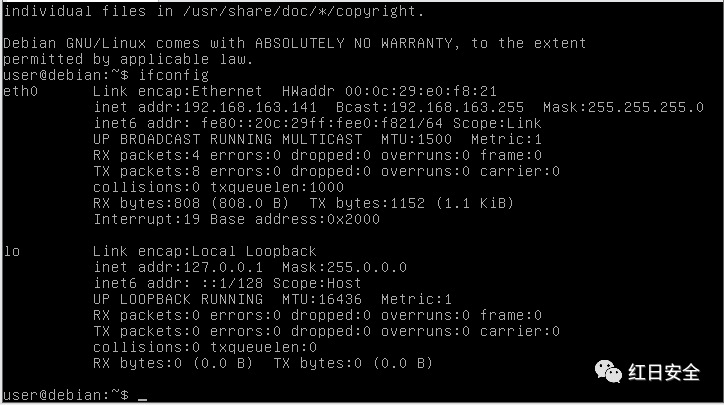 individual files in /usr/share/doc/*/copyright.
Debian GNU/Linux comes with ABSOLUTELY NO WARRANTY, to the extent
permitted by applicable law.
user@debian:~$ ifconfig
eth0      Link encap:Ethernet  HWaddr 00:0c:29:e0:f8:21
          inet addr:192.168.163.141  Bcast:192.168.163.255  Mask:255.255.255.0
          inet6 addr: fe80::20c:29ff:fee0:f821/64 Scope:Link
          UP BROADCAST RUNNING MULTICAST  MTU:1500  Metric:1
          RX packets:4 errors:0 dropped:0 overruns:0 frame:0
          TX packets:8 errors:0 dropped:0 overruns:0 carrier:0
          collisions:0 txqueuelen:1000
          RX bytes:808 (808.0 B)  TX bytes:1152 (1.1 KiB)
          Interrupt:19 Base address:0x2000
lo        Link encap:Local Loopback
          inet addr:127.0.0.1  Mask:255.0.0.0
          inet6 addr: ::1/128 Scope:Host
          UP LOOPBACK RUNNING  MTU:16436  Metric:1
          RX packets:0 errors:0 dropped:0 overruns:0 frame:0
          TX packets:0 errors:0 dropped:0 overruns:0 carrier:0
          collisions:0 txqueuelen:0
          RX bytes:0 (0.0 B)  TX bytes:0 (0.0 B)
红日安全
user@debian:~$ _